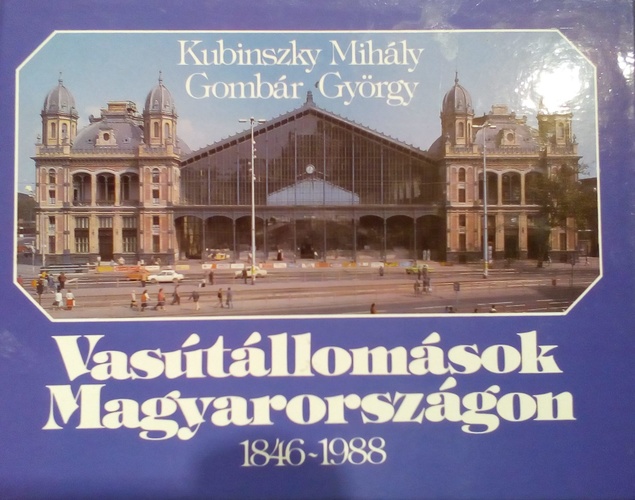 Kubinszky Mihály
Gombár György
Vasútállomások
Magyarországon
1846~1988